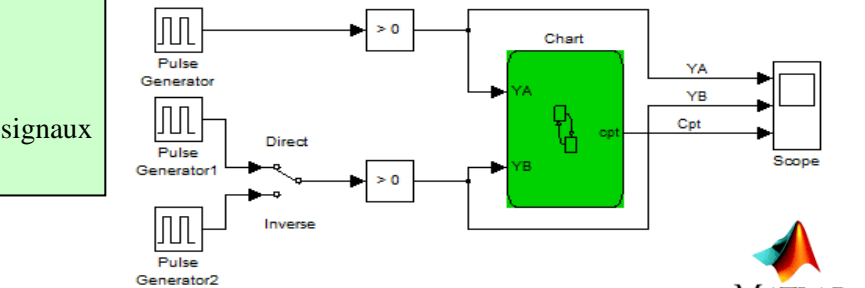 signaux
Pulse
Generator
> 0
Pulse
Generator1
Direct
Inverse
Pulse
Generator2
> 0
Chart
YA
YB
cpt
YA
YB
Cpt
Scope